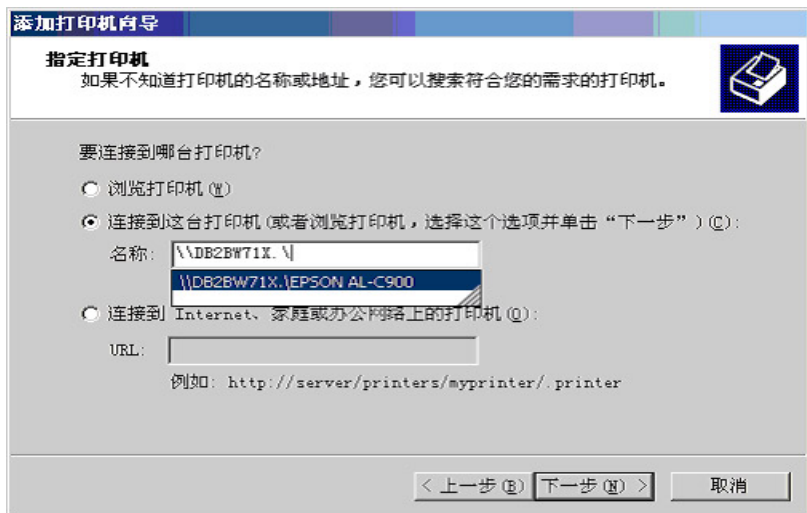 添加打印机向导
指定打印机
如果不知道打印机的名称或地址，您可以搜索符合您的需求的打印机。
要连接到哪台打印机?
浏览打印机(W)
连接到这台打印机(或者浏览打印机，选择这个选项并单击“下一步”)(C):
名称: \\DB2BW71X.\
\\DB2BW71X.\EPSON AL-C900
连接到 Internet、家庭或办公网络上的打印机(O):
URL:
例如: http://server/printers/myprinter/.printer
< 上一步(B) 下一步(N) > 取消